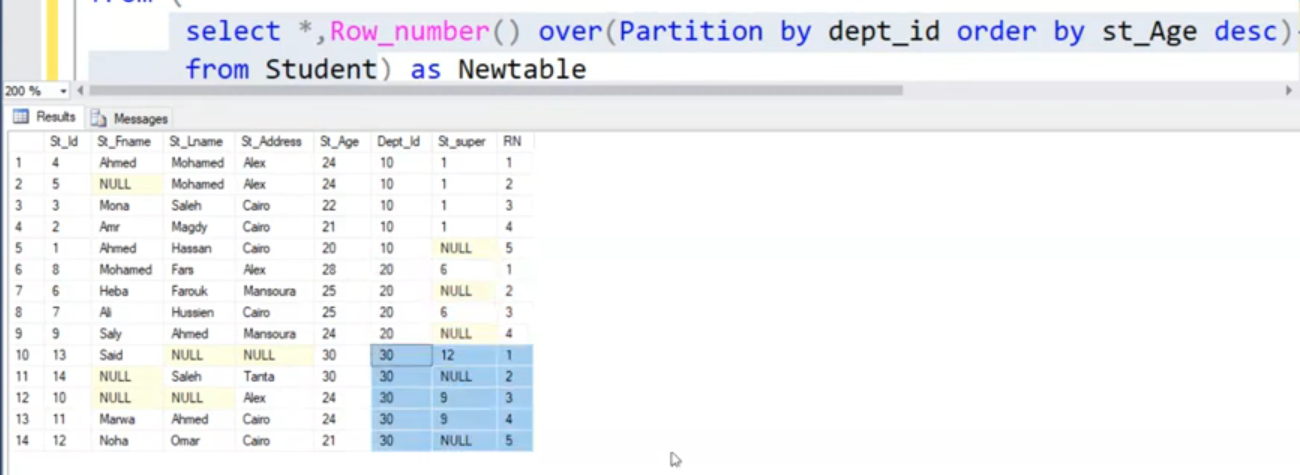 from (
select *,Row_number() over(Partition by dept_id order by st_Age desc)
from Student) as Newtable
200 %
Results Messages
St_Id St_Fname St_Lname St_Address St_Age Dept_Id St_super RN
1 4 Ahmed Mohamed Alex 24 10 1 1
2 5 NULL Mohamed Alex 24 10 1 2
3 3 Mona Saleh Cairo 22 10 1 3
4 2 Amr Magdy Cairo 21 10 1 4
5 1 Ahmed Hassan Cairo 20 10 NULL 5
6 8 Mohamed Fars Alex 28 20 6 1
7 6 Heba Farouk Mansoura 25 20 NULL 2
8 7 Ali Hussien Cairo 25 20 6 3
9 9 Saly Ahmed Mansoura 24 20 NULL 4
10 13 Said NULL NULL 30 30 12 1
11 14 NULL Saleh Tanta 30 30 NULL 2
12 10 NULL NULL Alex 24 30 9 3
13 11 Marwa Ahmed Cairo 24 30 9 4
14 12 Noha Omar Cairo 21 30 NULL 5